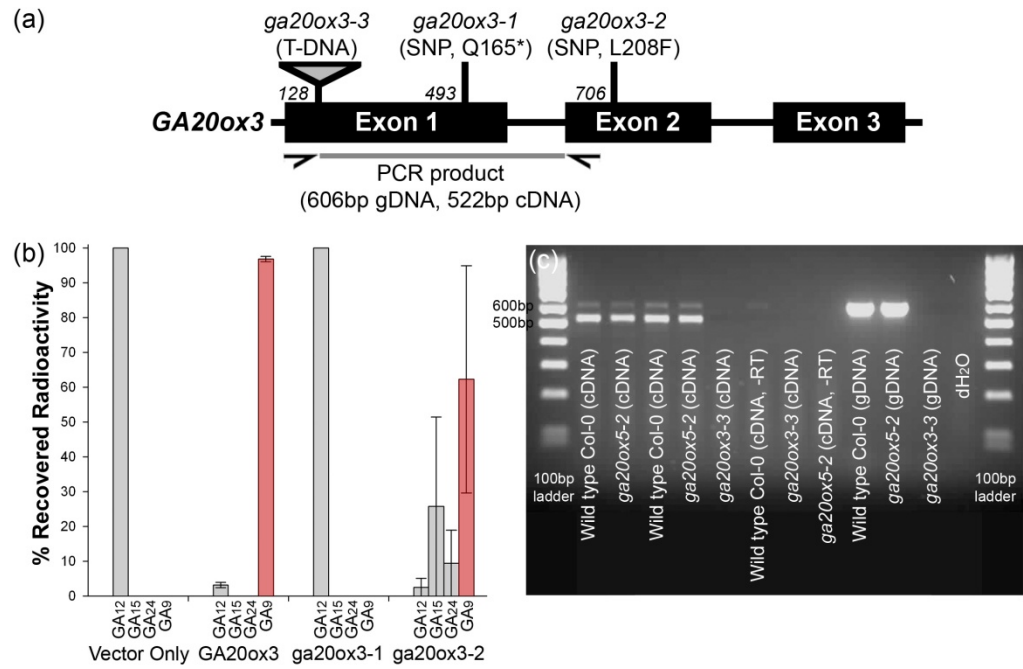 (a)
ga20ox3-3
(T-DNA)
ga20ox3-1
(SNP, Q165*)
ga20ox3-2
(SNP, L208F)
128
493
706
GA20ox3
Exon 1
Exon 2
Exon 3
PCR product
(606bp gDNA, 522bp cDNA)
(b)
% Recovered Radioactivity
100
90
80
70
60
50
40
30
20
10
0
GA12
GA15
GA24
GA9
GA12
GA15
GA24
GA9
GA12
GA15
GA24
GA9
GA12
GA15
GA24
GA9
Vector Only
GA20ox3
ga20ox3-1
ga20ox3-2
(c)
600bp
500bp
100bp
ladder
Wild type Col-0 (cDNA)
ga20ox5-2 (cDNA)
Wild type Col-0 (cDNA)
ga20ox5-2 (cDNA)
ga20ox3-3 (cDNA)
Wild type Col-0 (cDNA, -RT)
ga20ox3-3 (cDNA)
ga20ox5-2 (cDNA, -RT)
Wild type Col-0 (gDNA)
ga20ox5-2 (gDNA)
ga20ox3-3 (gDNA)
dH2O
100bp
ladder